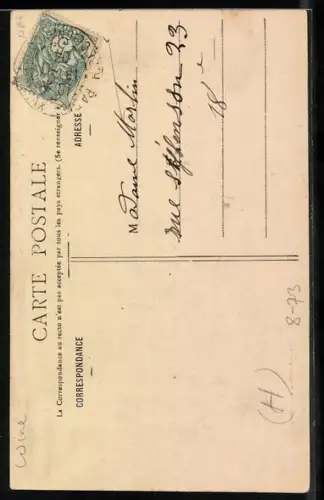 CARTE POSTALE
La Correspondance au recto n'est pas acceptée par tous les pays étrangers. (Se renseigner
CORRESPONDANCE
ADRESSE
Madame Martin
rue Stephenson 23
18e
(H)
8-73
wine